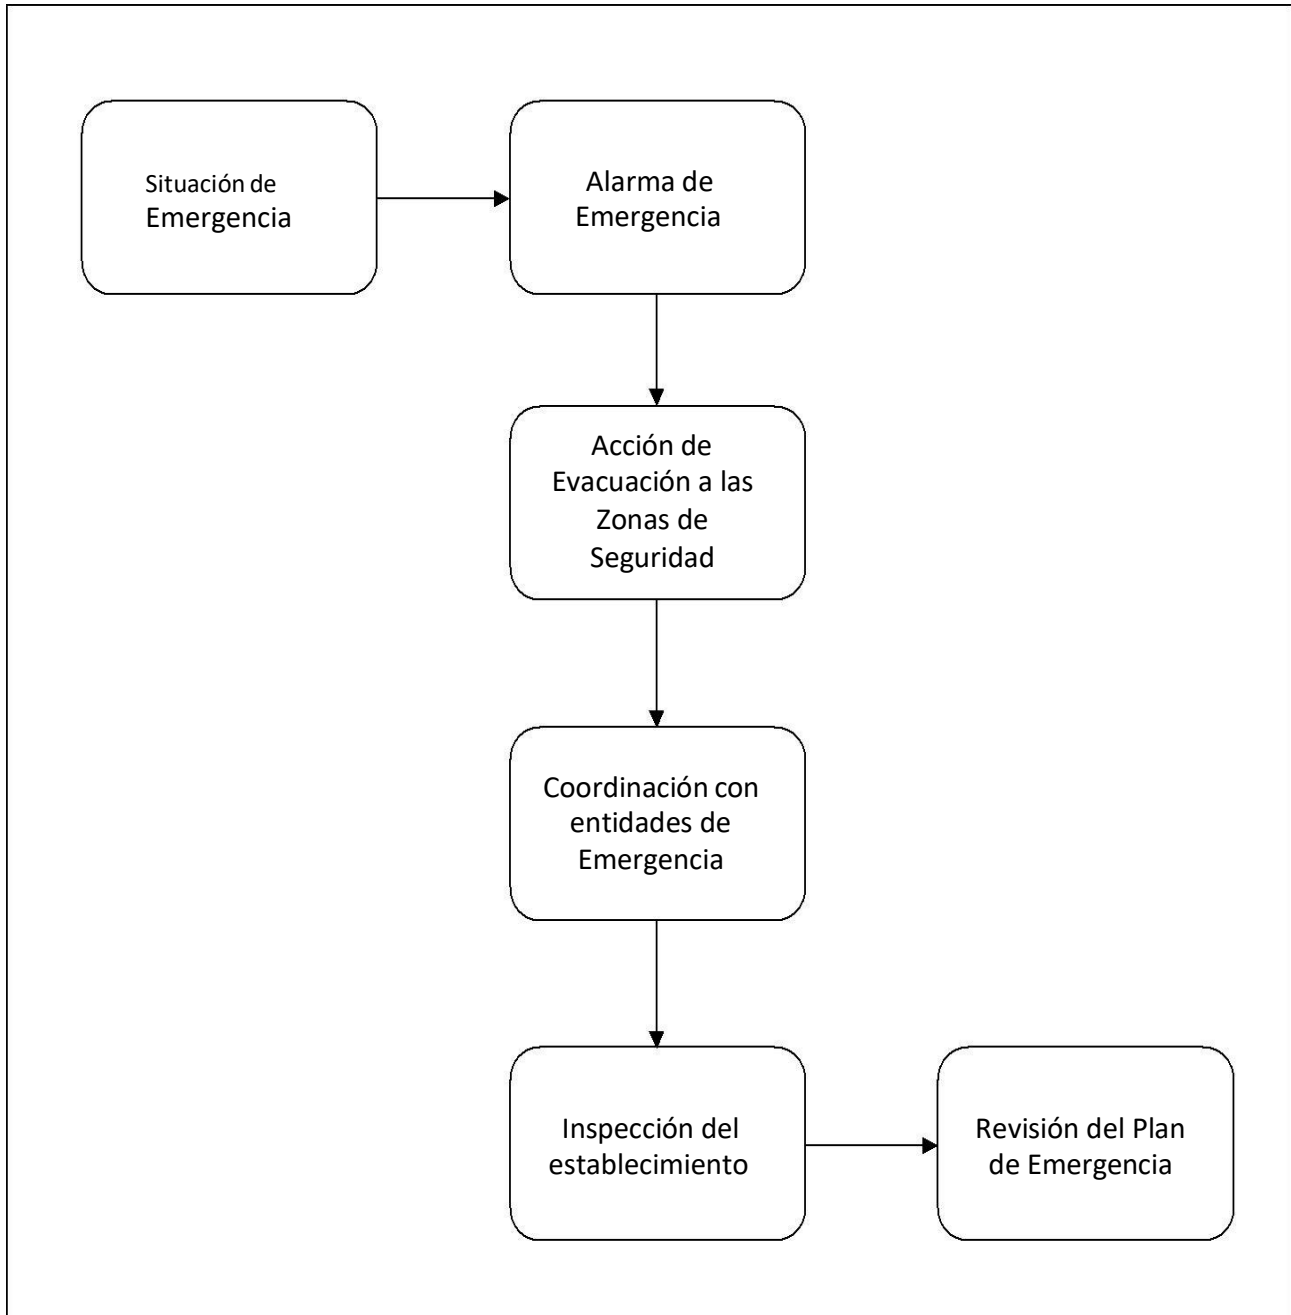 Situación de
Emergencia
Alarma de
Emergencia
Acción de
Evacuación a las
Zonas de
Seguridad
Coordinación con
entidades de
Emergencia
Inspección del
establecimiento
Revisión del Plan
de Emergencia